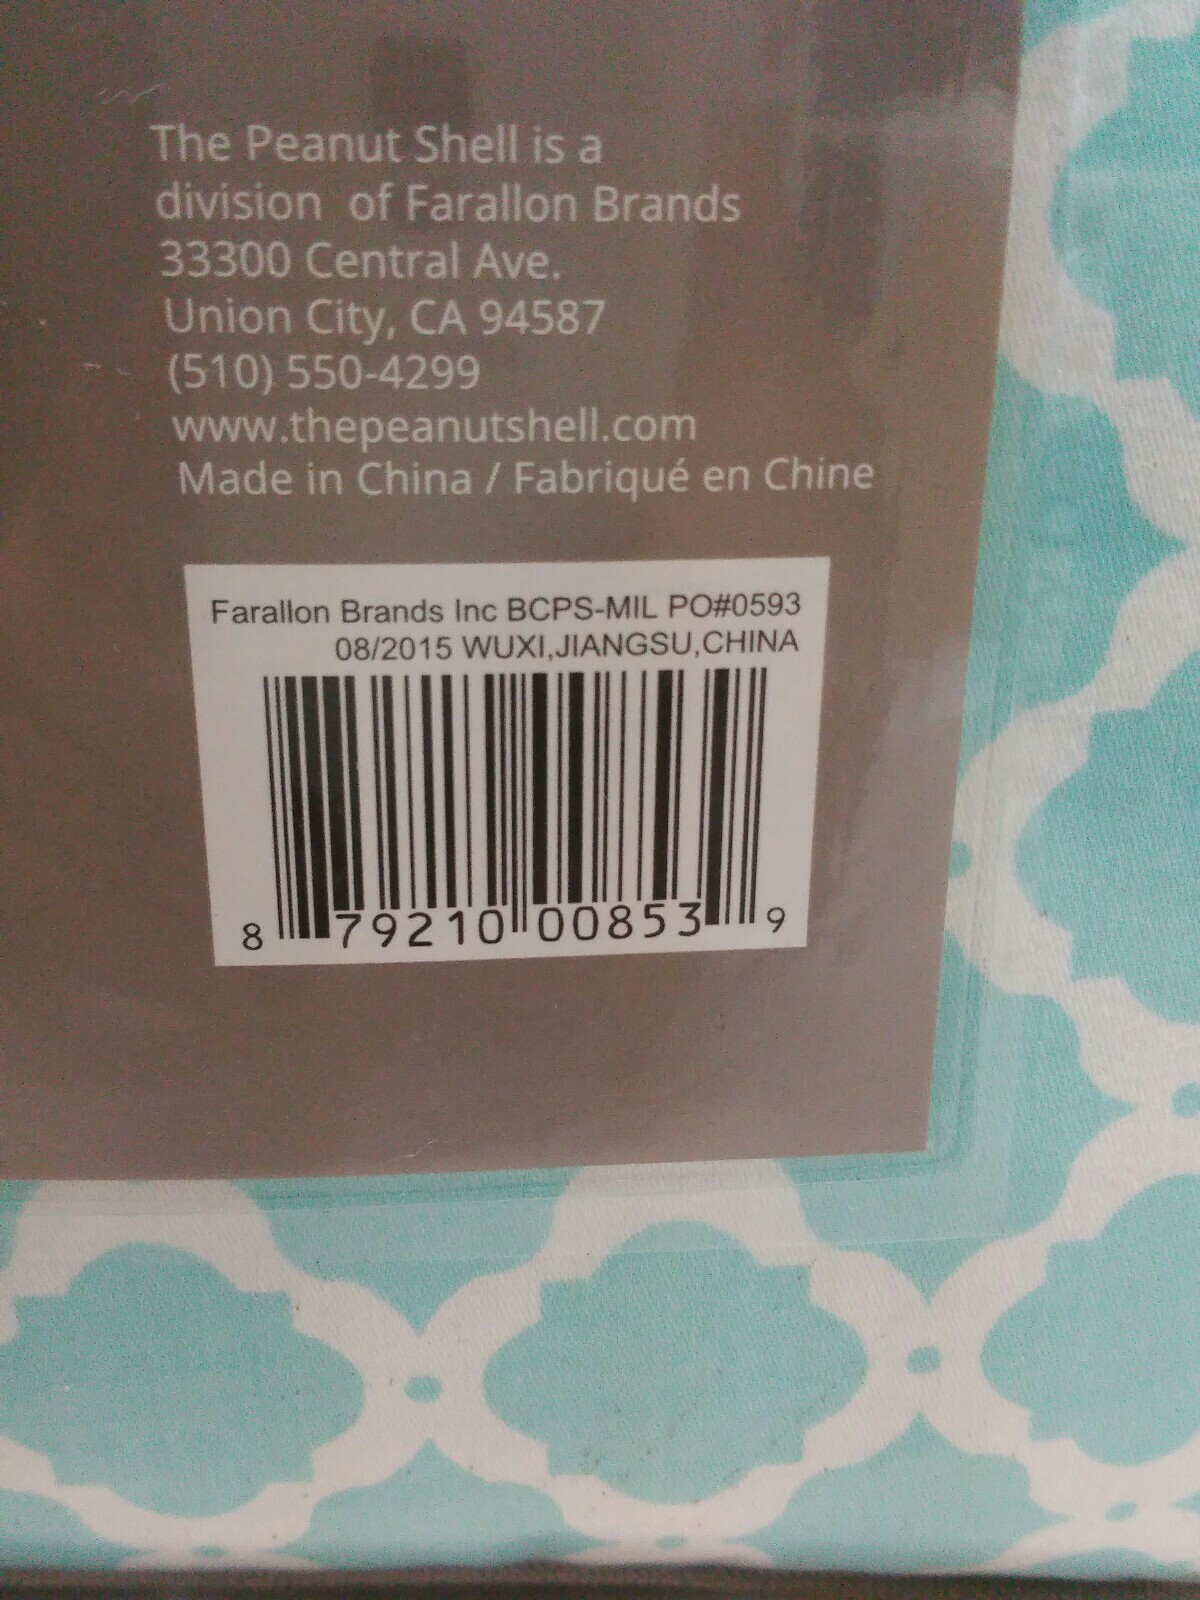 The Peanut Shell is a
division of Farallon Brands
33300 Central Ave.
Union City, CA 94587
(510) 550-4299
www.thepeanutshell.com
Made in China / Fabriqué en Chine
Farallon Brands Inc BCPS-MIL PO#0593
08/2015 WUXI,JIANGSU,CHINA
8 79210 00853 9